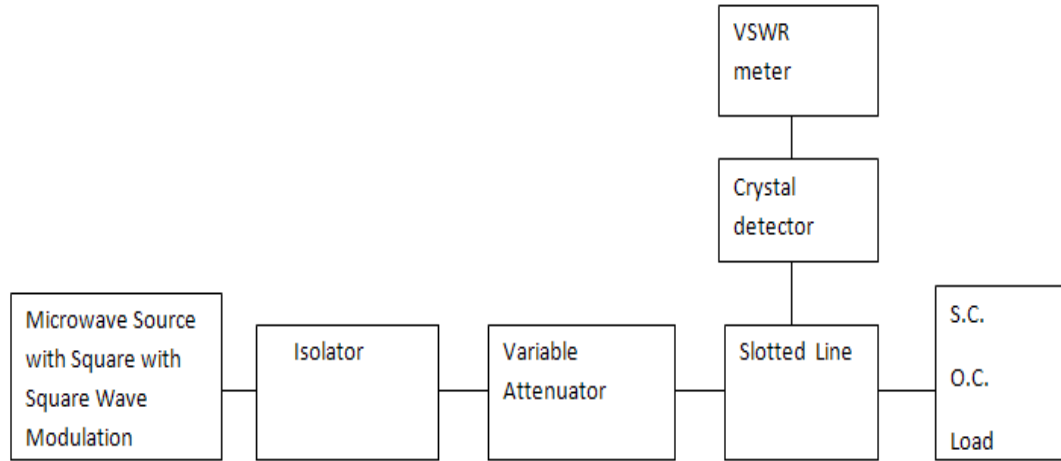 VSWR
meter
Crystal
detector
Microwave Source
with Square with
Square Wave
Modulation
Isolator
Variable
Attenuator
Slotted Line
S.C.
O.C.
Load